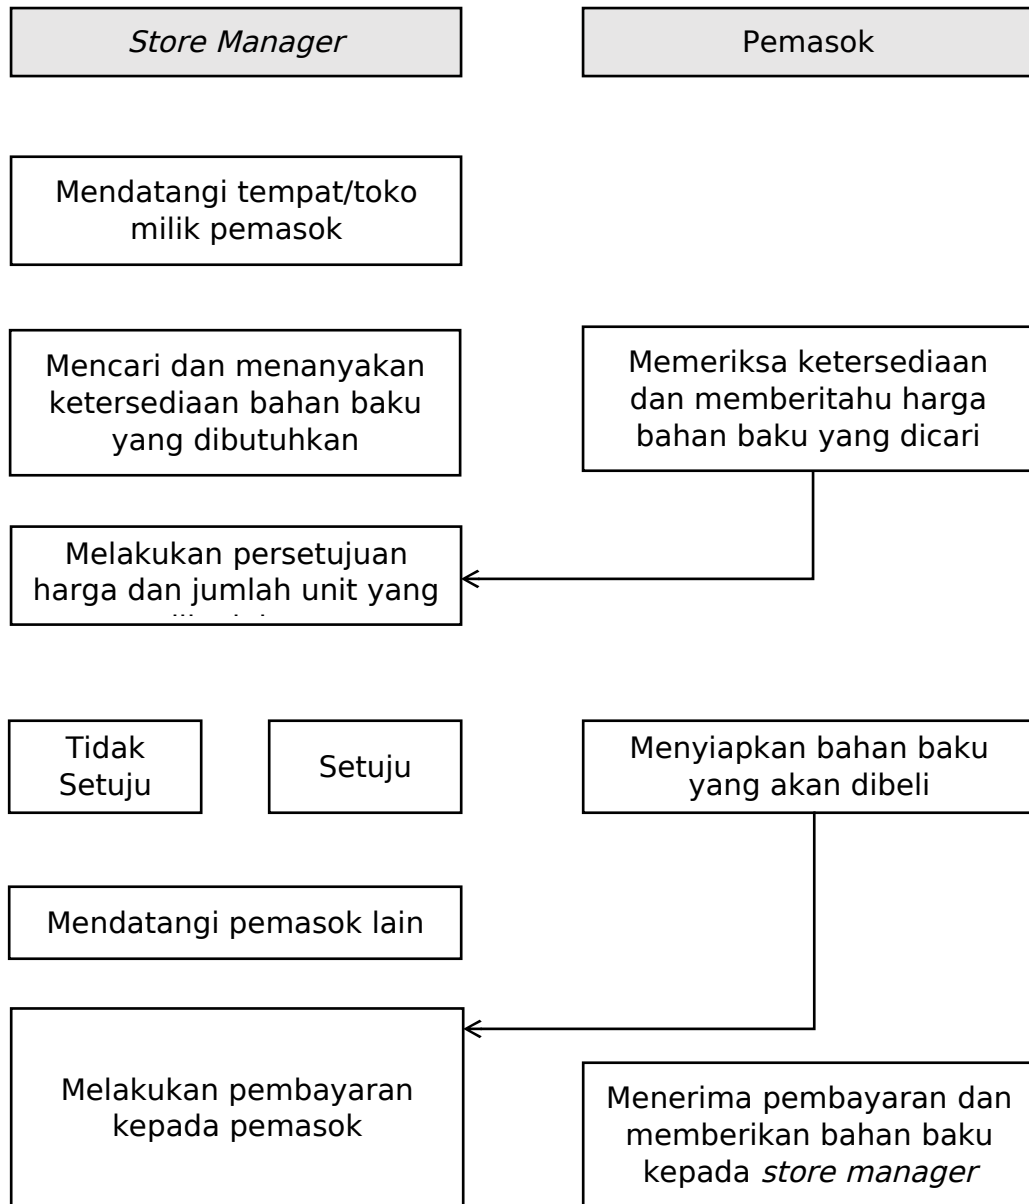 Store Manager
Pemasok
Mendatangi tempat/toko
milik pemasok
Mencari dan menanyakan
ketersediaan bahan baku
yang dibutuhkan
Memeriksa ketersediaan
dan memberitahu harga
bahan baku yang dicari
Melakukan persetujuan
harga dan jumlah unit yang
Tidak
Setuju
Setuju
Menyiapkan bahan baku
yang akan dibeli
Mendatangi pemasok lain
Melakukan pembayaran
kepada pemasok
Menerima pembayaran dan
memberikan bahan baku
kepada store manager